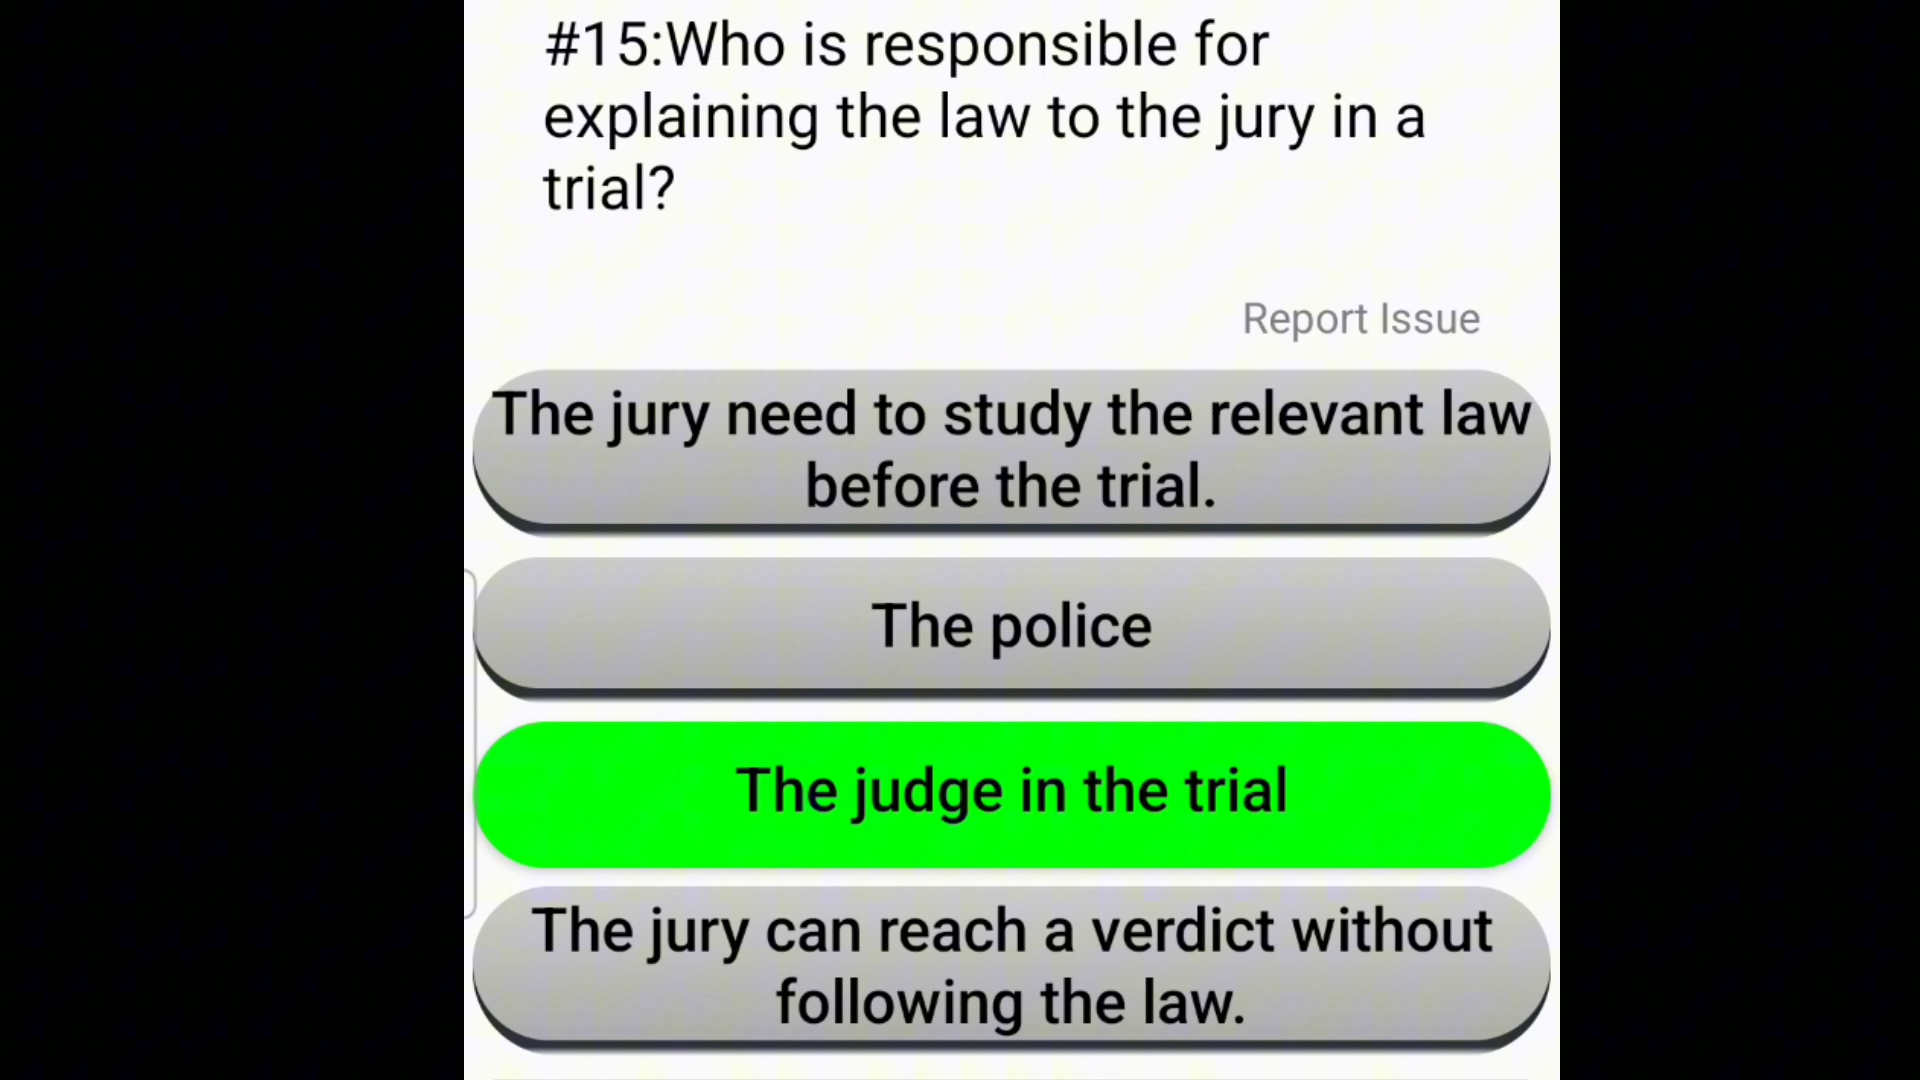 #15:Who is responsible for
explaining the law to the jury in a
trial?
Report Issue
The jury need to study the relevant law
before the trial.
The police
The judge in the trial
The jury can reach a verdict without
following the law.